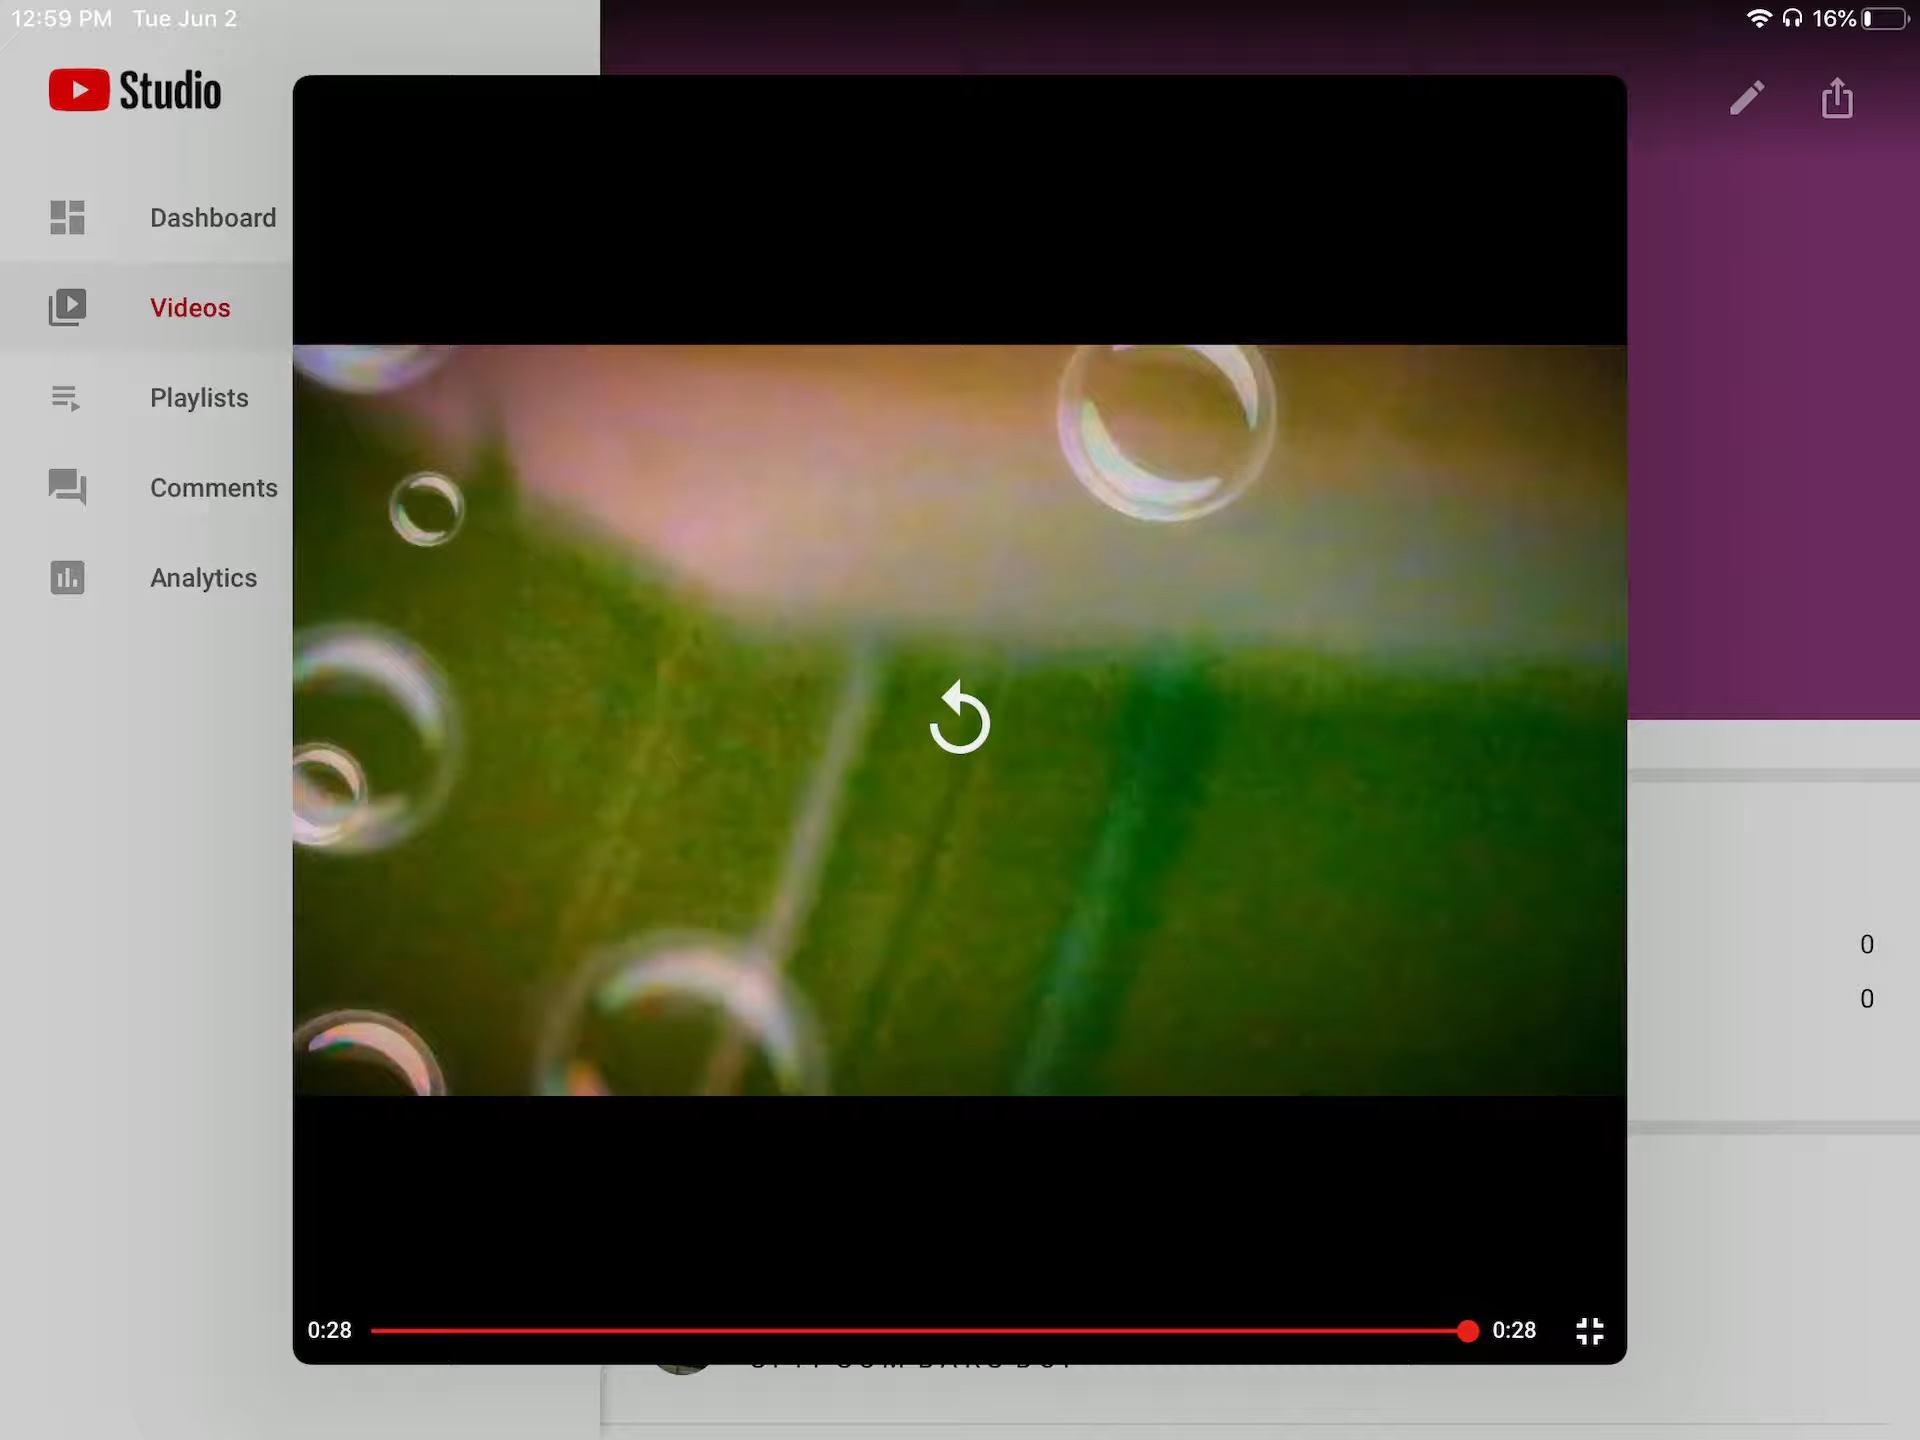 12:59 PM Tue Jun 2
16%
Studio
Dashboard
Videos
Playlists
Comments
Analytics
0
0
0:28
0:28